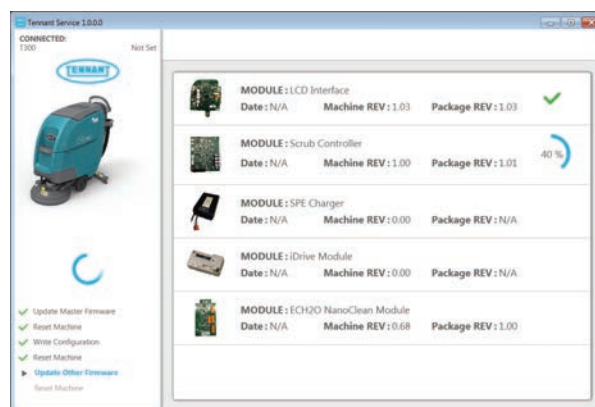 Tennant Service 1.0.0.0
CONNECTED:
T300 Not Set
TENNANT
MODULE : LCD Interface
Date : N/A Machine REV : 1.03 Package REV : 1.03
MODULE : Scrub Controller
Date : N/A Machine REV : 1.00 Package REV : 1.01
40 %
MODULE : SPE Charger
Date : N/A Machine REV : 0.00 Package REV : N/A
MODULE : iDrive Module
Date : N/A Machine REV : 0.00 Package REV : N/A
MODULE : ECH2O NanoClean Module
Date : N/A Machine REV : 0.68 Package REV : 1.00
Update Master Firmware
Reset Machine
Write Configuration
Reset Machine
Update Other Firmware
Reset Machine